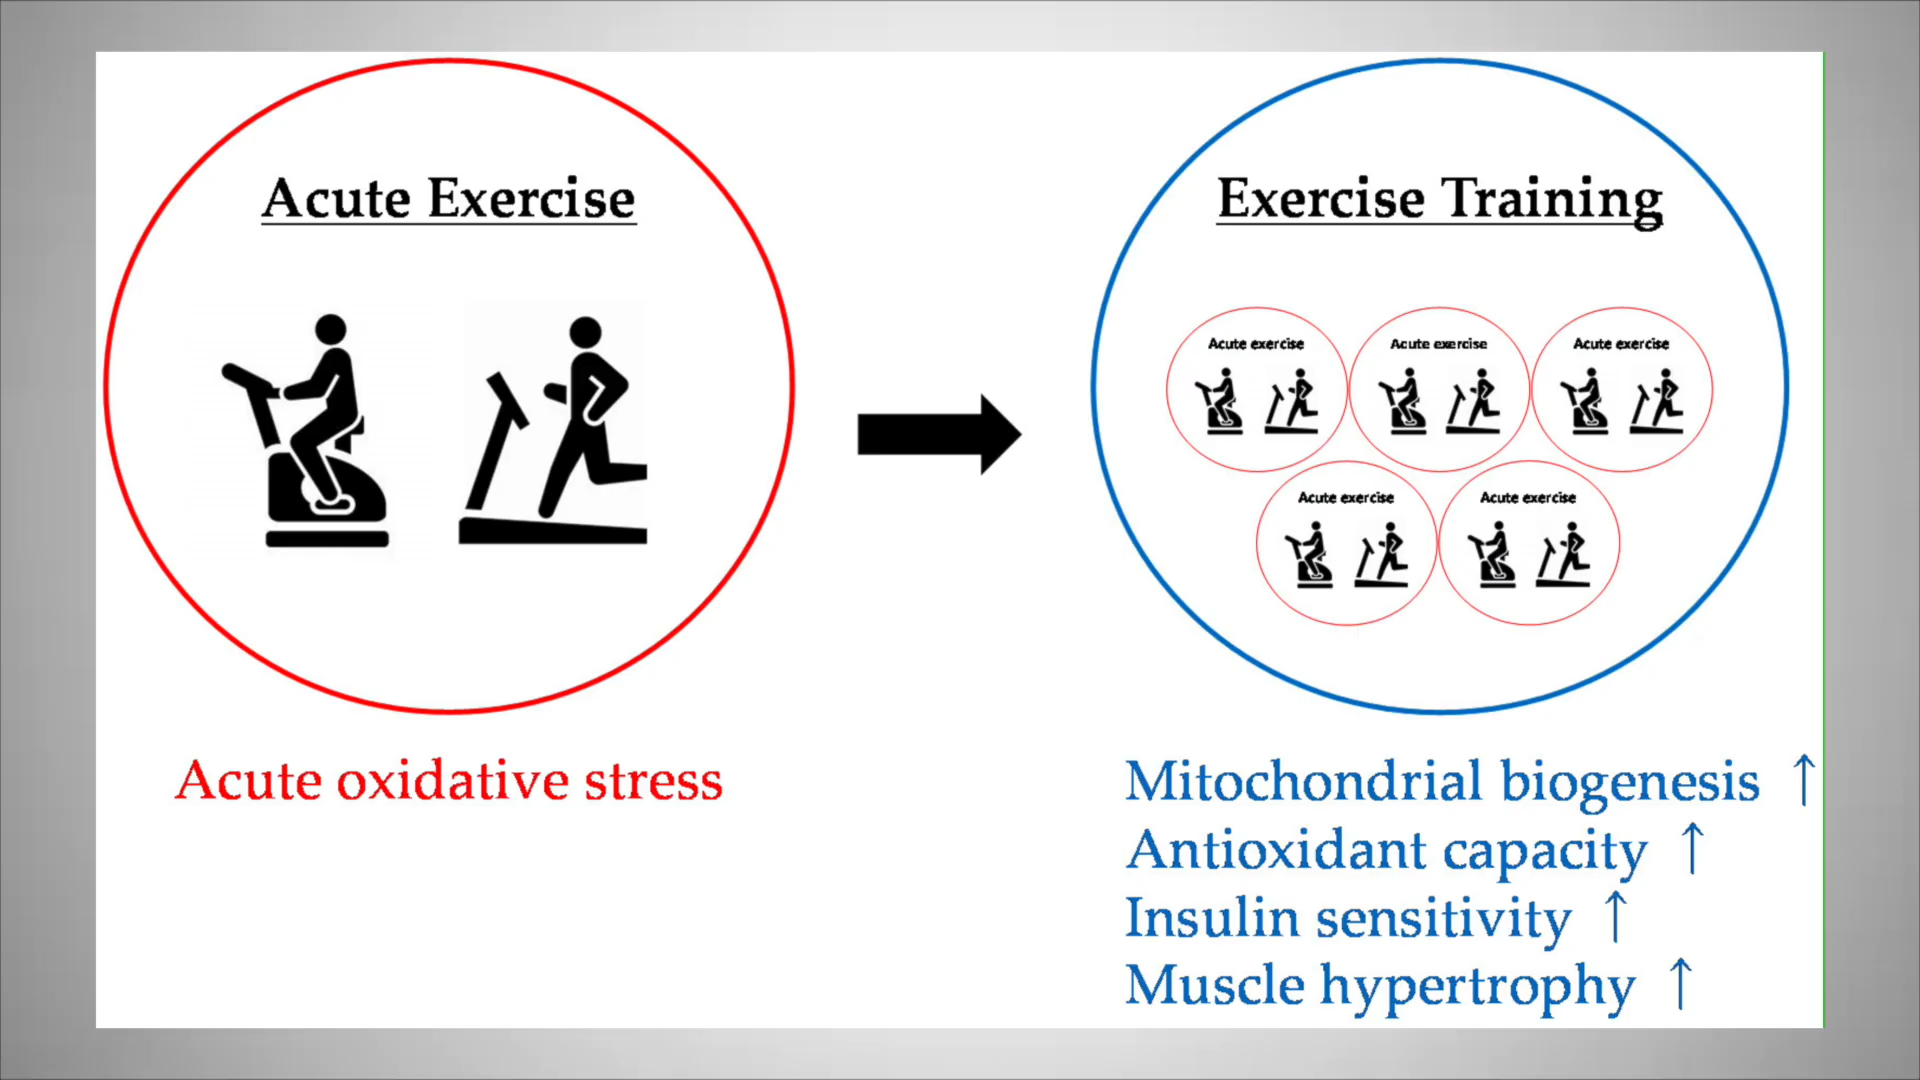 Acute Exercise
Exercise Training
Acute exercise
Acute exercise
Acute exercise
Acute exercise
Acute exercise
Acute oxidative stress
Mitochondrial biogenesis ↑
Antioxidant capacity ↑
Insulin sensitivity ↑
Muscle hypertrophy ↑